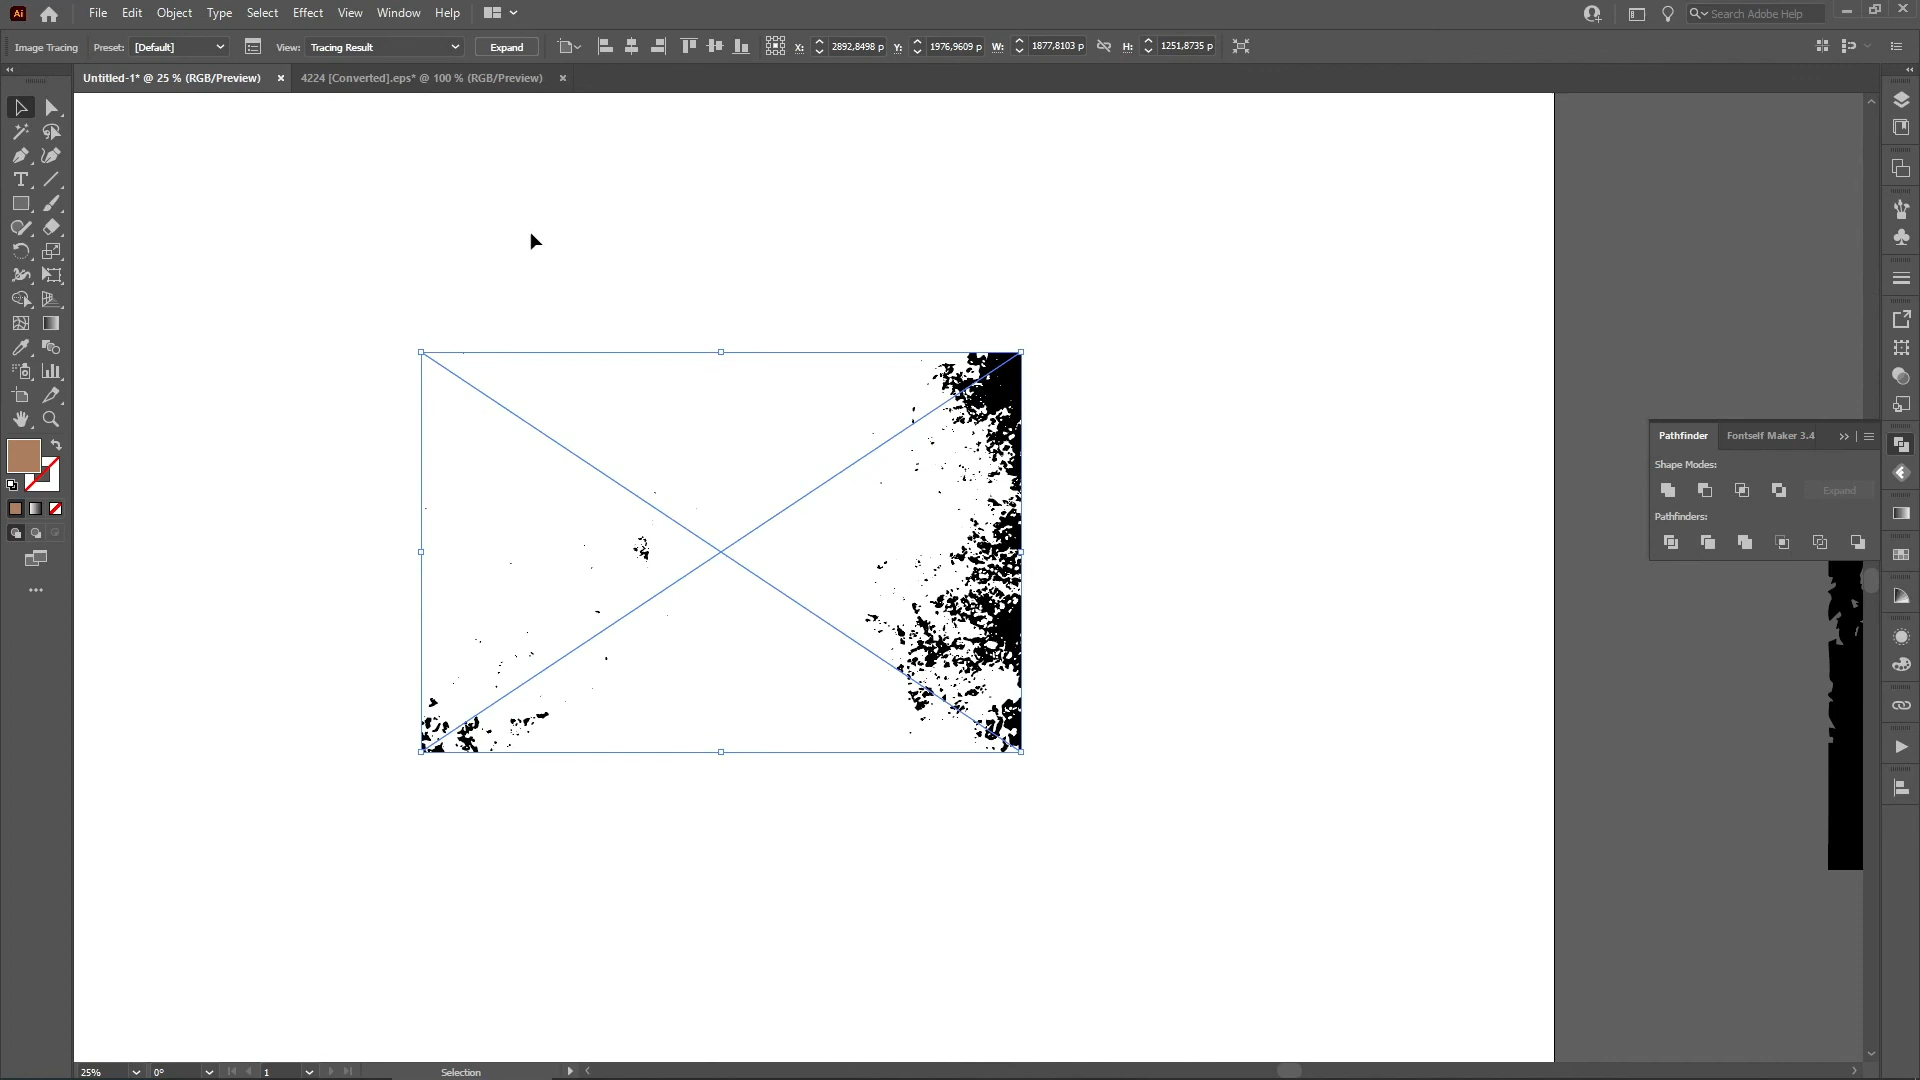 Ai File Edit Object Type Select Effect View Window Help Search Adobe Help
Image Tracing Preset: [Default] View: Tracing Result Expand X: 2892,8498 p Y: 1976,9609 p W: 1877,8103 p H: 1251,8735 p
Untitled-1* @ 25 % (RGB/Preview) × 4224 [Converted].eps* @ 100 % (RGB/Preview) ×
Pathfinder Fontself Maker 3.4
Shape Modes:
Expand
Pathfinders:
25% 0° 1 Selection